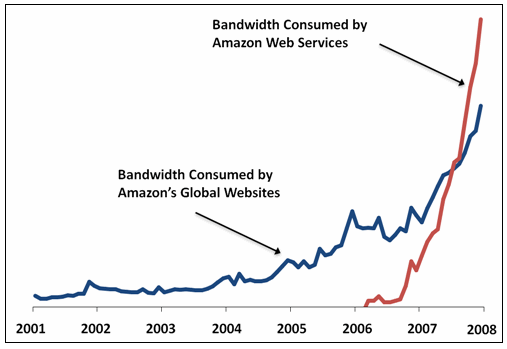 Bandwidth Consumed by
Amazon Web Services
Bandwidth Consumed by
Amazon's Global Websites
2001 2002 2003 2004 2005 2006 2007 2008